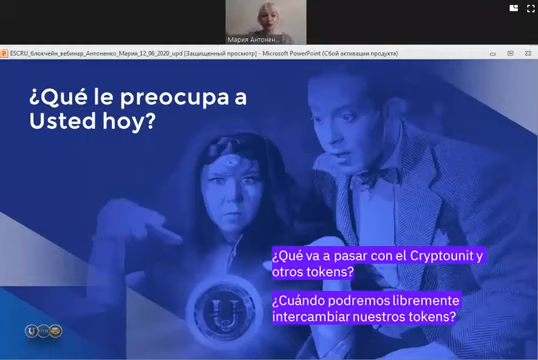 Мария Антонен...
ESCRU_блокчейн_вебинар_Антоненко_Мария_12_06_2020_upd [Защищенный просмотр] - Microsoft PowerPoint (Сбой активации продукта)
¿Qué le preocupa a
Usted hoy?
¿Qué va a pasar con el Cryptounit y
otros tokens?
¿Cuándo podremos libremente
intercambiar nuestros tokens?
U